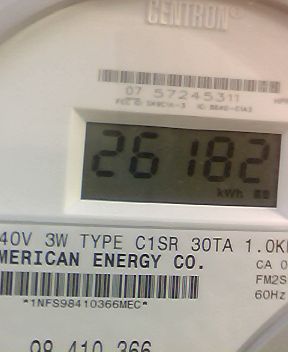 CENTRON®
07 57245311
26182
kWh
40V 3W TYPE C1SR 30TA 1.0K
MERICAN ENERGY CO.
CA 0
FM2S
*1NFS98410366MEC*
60Hz
98 410 366